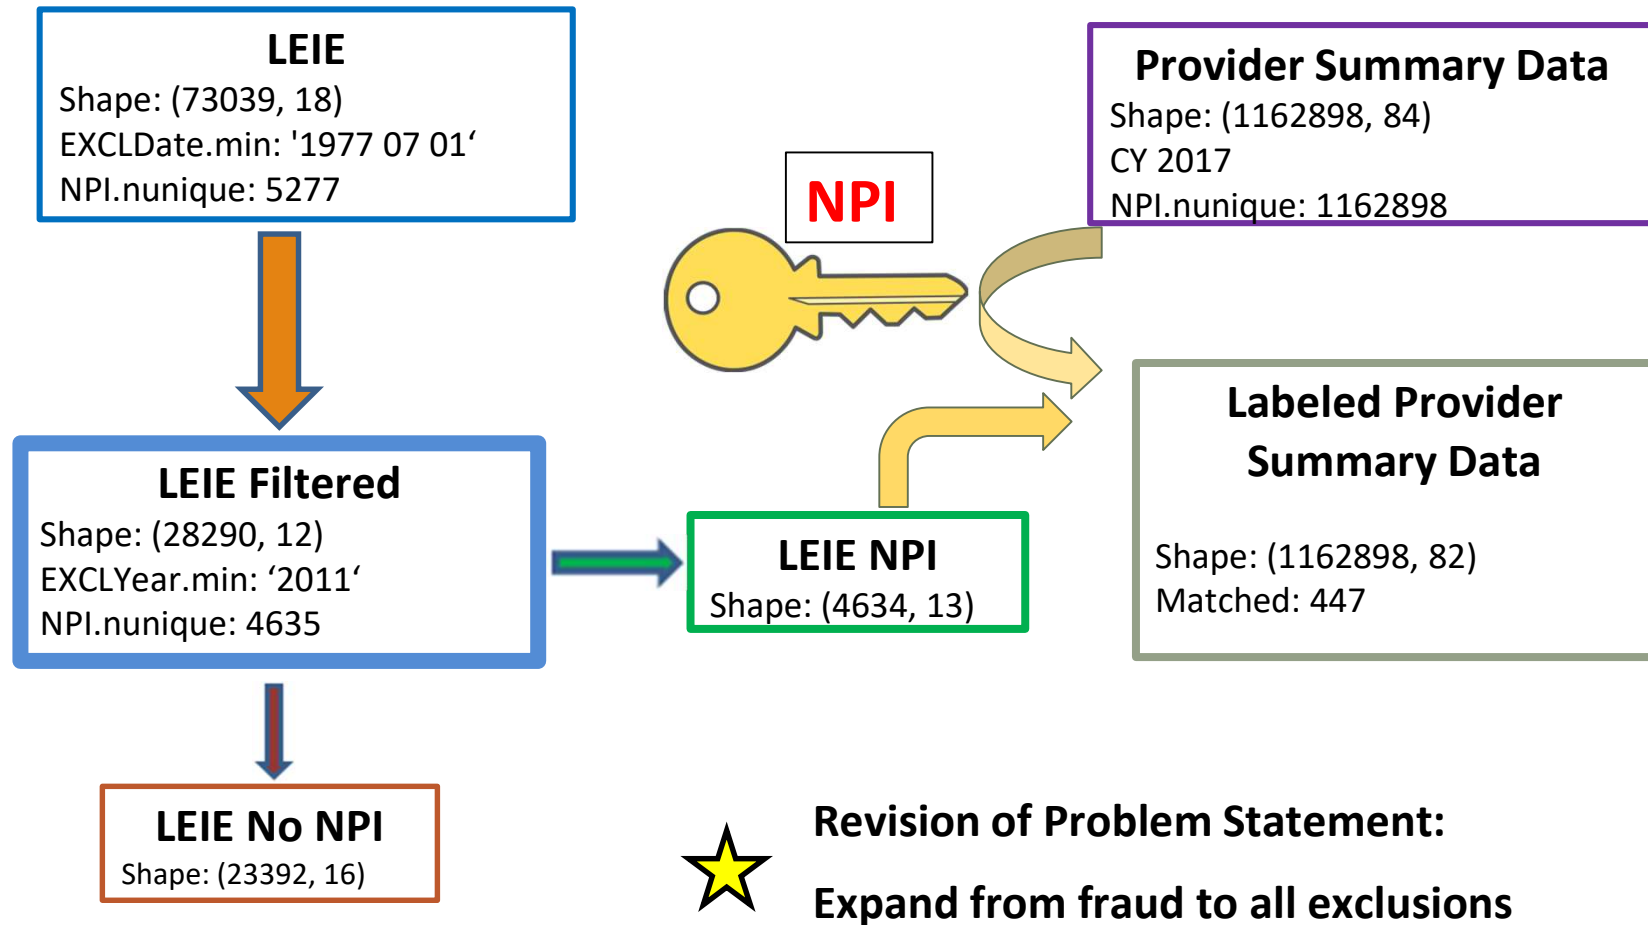 LEIE
Shape: (73039, 18)
EXCLDate.min: '1977 07 01‘
NPI.nunique: 5277
NPI
Provider Summary Data
Shape: (1162898, 84)
CY 2017
NPI.nunique: 1162898
LEIE Filtered
Shape: (28290, 12)
EXCLYear.min: ‘2011‘
NPI.nunique: 4635
LEIE NPI
Shape: (4634, 13)
Labeled Provider
Summary Data
Shape: (1162898, 82)
Matched: 447
LEIE No NPI
Shape: (23392, 16)
Revision of Problem Statement:
Expand from fraud to all exclusions